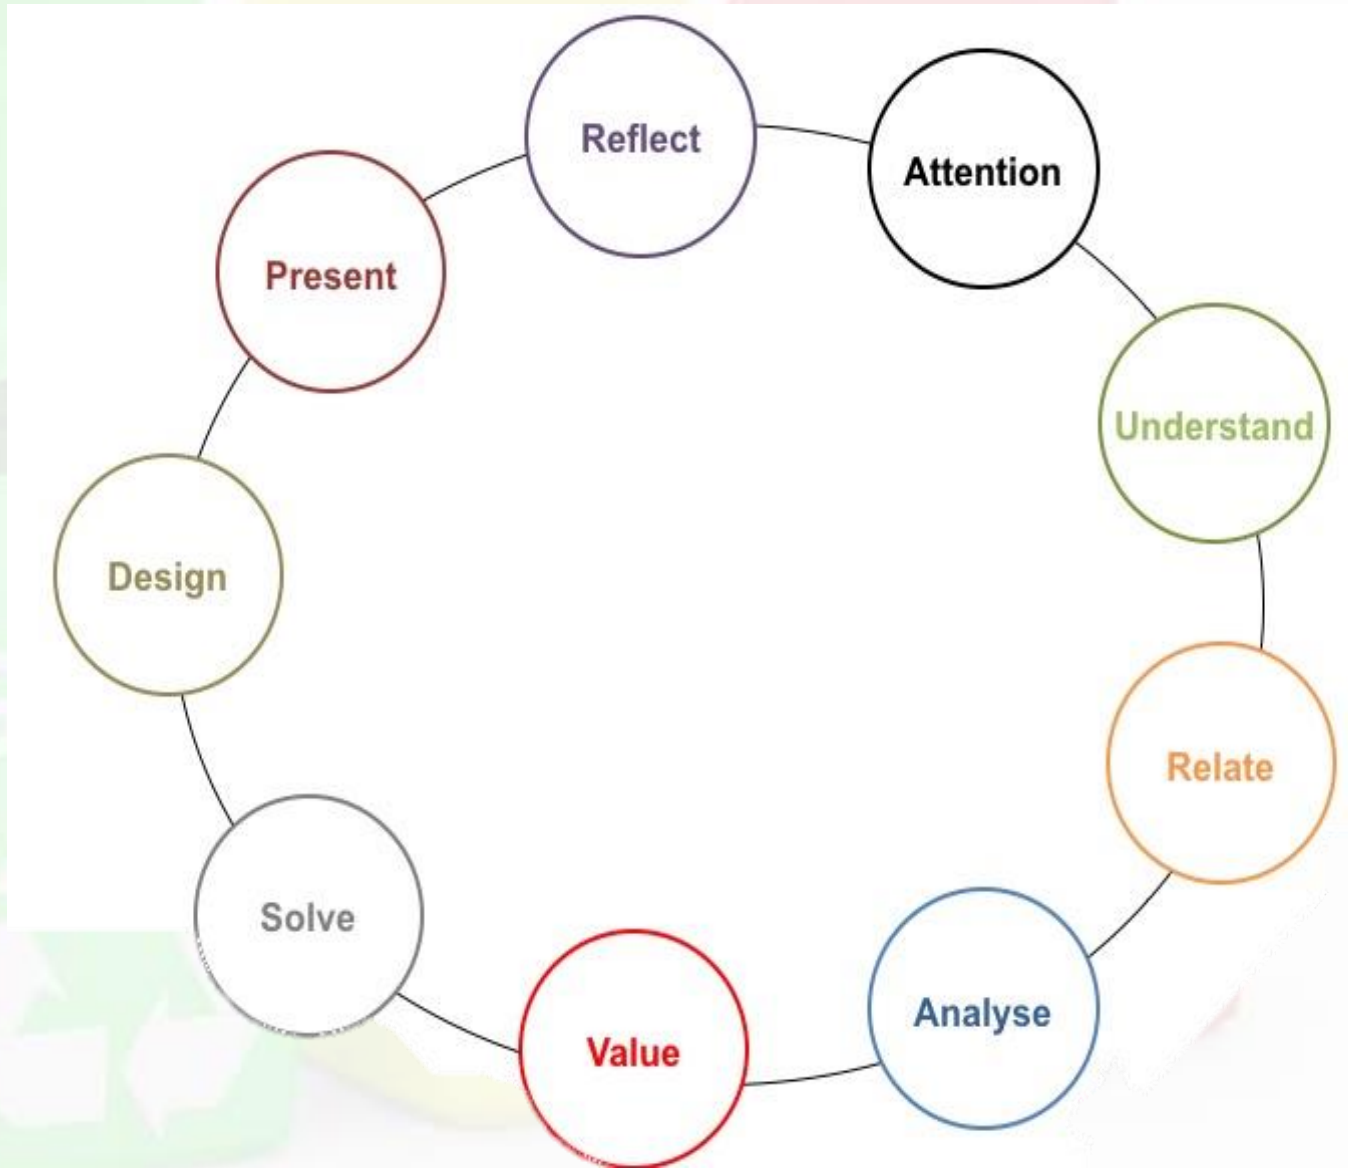 Reflect
Attention
Present
Understand
Design
Relate
Solve
Analyse
Value